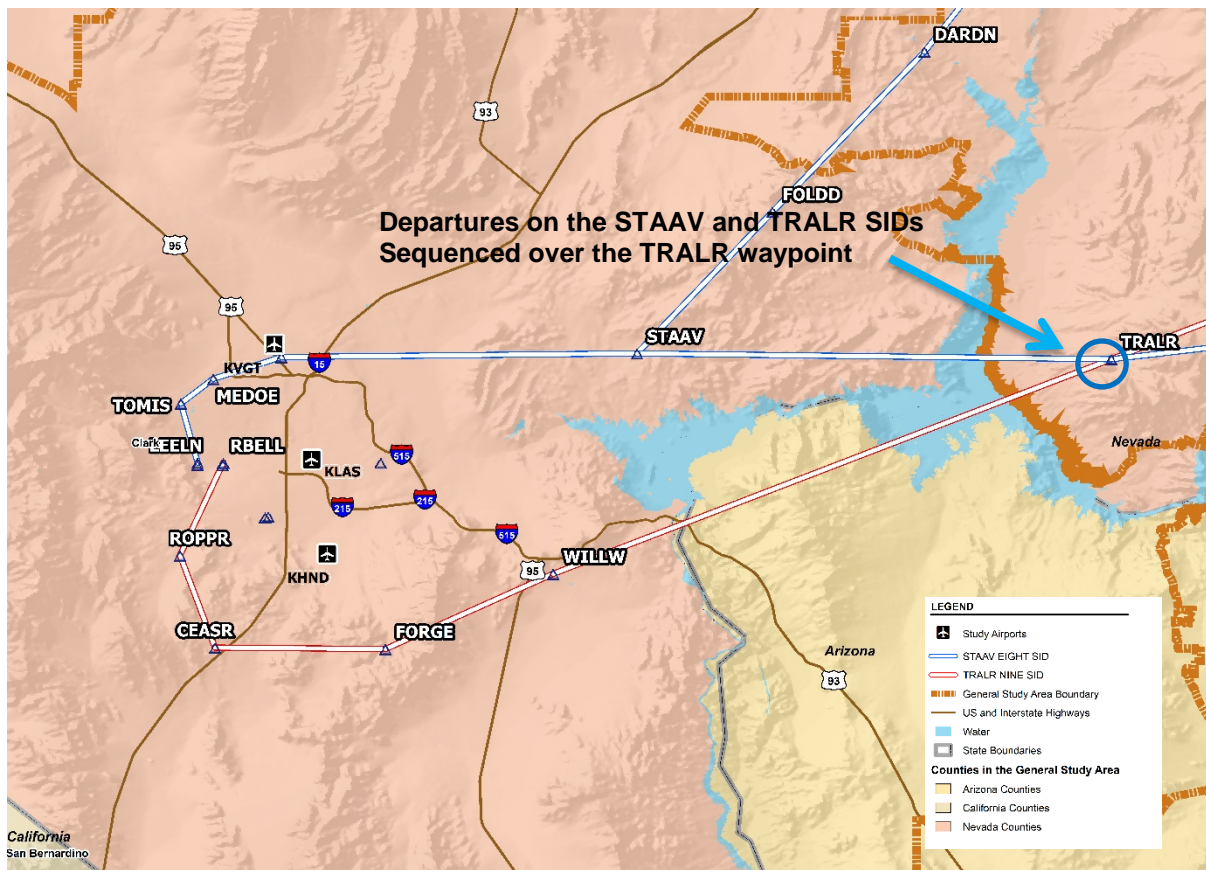 DARDN
93
FOLDD
Departures on the STAAV and TRALR SIDs
Sequenced over the TRALR waypoint
95
95
STAAV
TRALR
KVGT
15
MEDOE
TOMIS
Clark
EELN
RBELL
KLAS
515
Nevada
215
215
ROPPR
515
KHND
95
WILLW
CEASR
FORGE
Arizona
93
LEGEND
Study Airports
STAAV EIGHT SID
TRALR NINE SID
General Study Area Boundary
US and Interstate Highways
Water
State Boundaries
Counties in the General Study Area
Arizona Counties
California Counties
Nevada Counties
California
San Bernardino